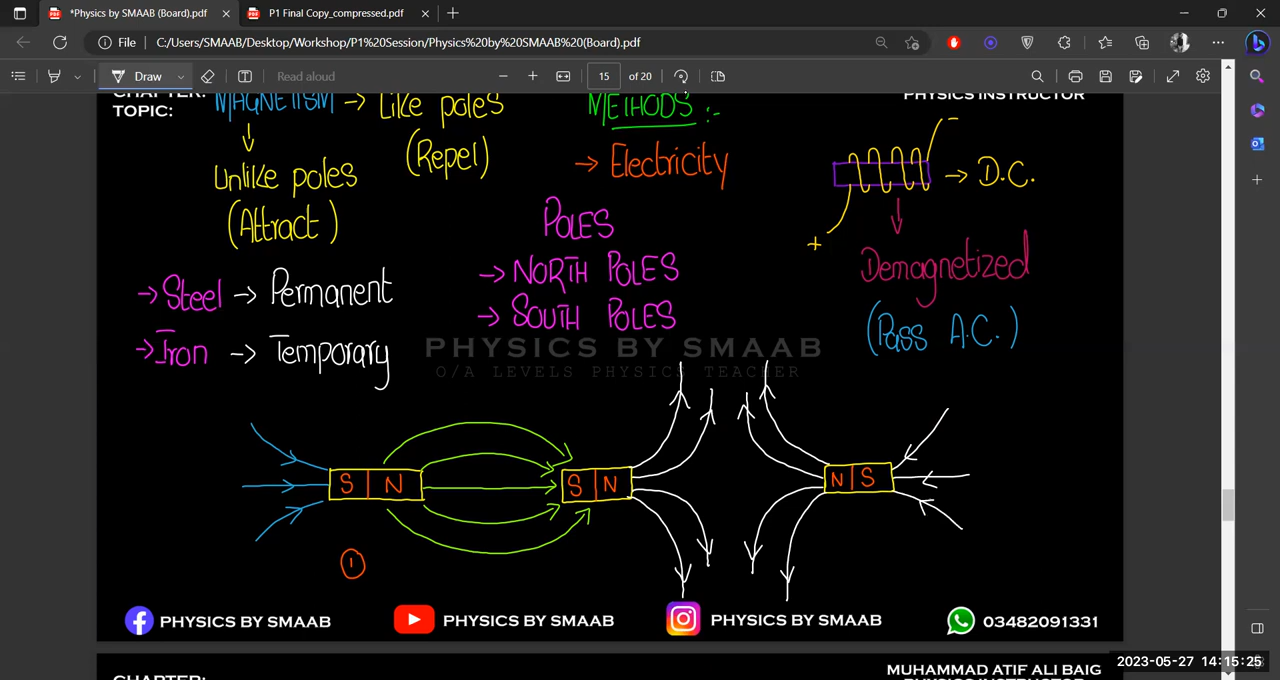 *Physics by SMAAB (Board).pdf
P1 Final Copy_compressed.pdf
File
C:/Users/SMAAB/Desktop/Workshop/P1%20Session/Physics%20by%20SMAAB%20(Board).pdf
Draw
Read aloud
15 of 20
CHAPTER:
TOPIC:
MAGNETISM → Like poles
(Repel)
Unlike poles
(Attract)
METHODS :-
→ Electricity
PHYSICS INSTRUCTOR
-
→ D.C.
+
Demagnetized
(Pass A.C.)
POLES
→ NORTH POLES
→ SOUTH POLES
→ Steel → Permanent
→ Iron → Temporary
PHYSICS BY SMAAB
O/A LEVELS PHYSICS TEACHER
S N
S N
N S
1
PHYSICS BY SMAAB
PHYSICS BY SMAAB
PHYSICS BY SMAAB
03482091331
CHAPTER:
MUHAMMAD ATIF ALI BAIG
PHYSICS INSTRUCTOR
2023-05-27 14:15:25